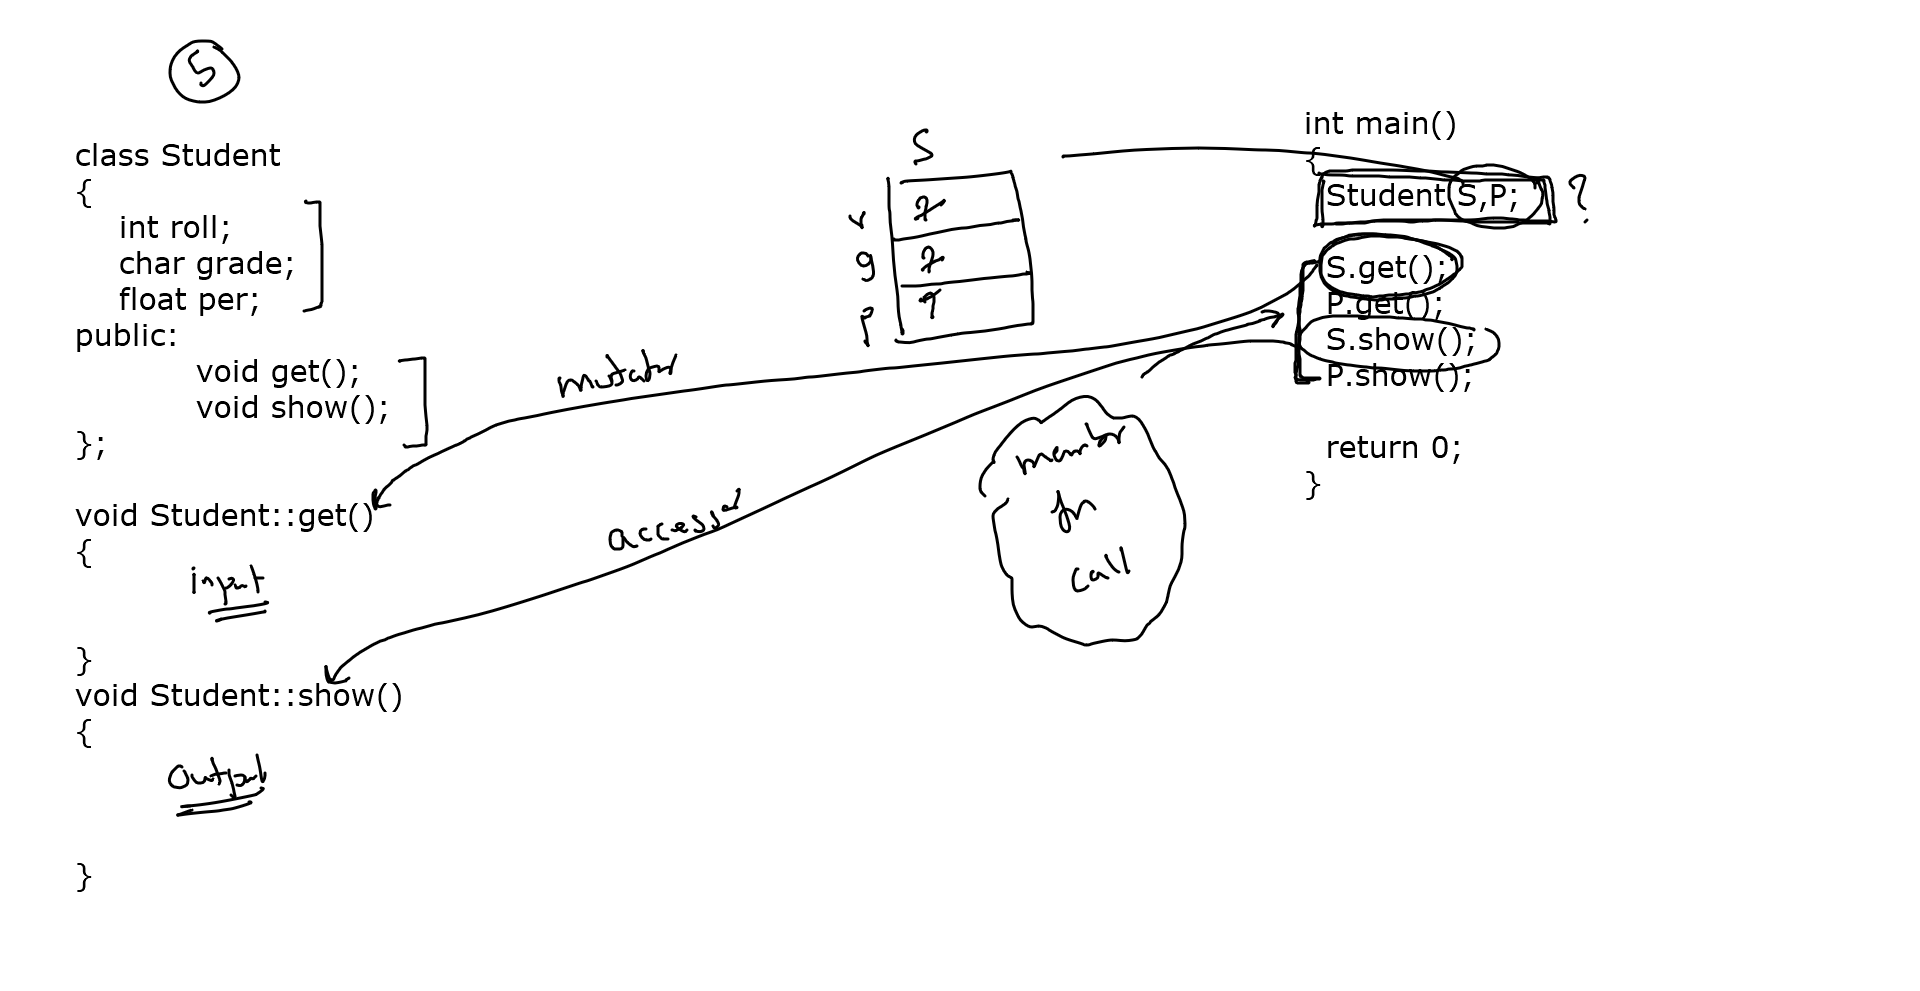 5
class Student
{
int roll;
char grade;
float per;
public:
void get();
void show();
};
void Student::get()
{
input
}
void Student::show()
{
output
}
S
r
g
p
mutator
accessor
member
fn
call
int main()
{
Student S,P; ?
S.get();
P.get();
S.show();
P.show();
return 0;
}